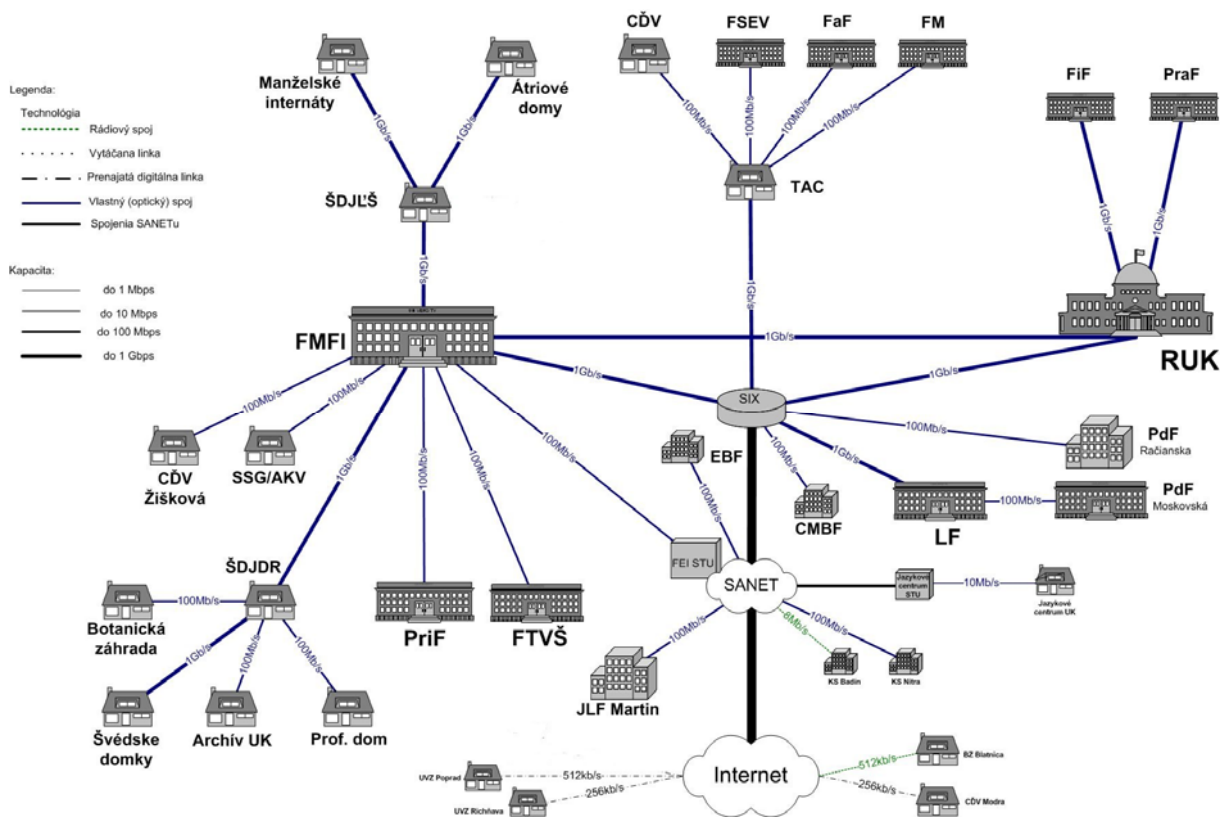 Legenda:
Technológia
Rádiový spoj
Vytáčana linka
Prenajatá digitálna linka
Vlastný (optický) spoj
Spojenia SANETu
Kapacita:
do 1 Mbps
do 10 Mbps
do 100 Mbps
do 1 Gbps
Manželské
internáty
Átriové
domy
1Gb/s
1Gb/s
ŠDJĽŠ
1Gb/s
CĎV
FSEV
FaF
FM
100Mb/s
100Mb/s
100Mb/s
100Mb/s
TAC
1Gb/s
FiF
PraF
1Gb/s
1Gb/s
RUK
FMFI
1Gb/s
1Gb/s
1Gb/s
SIX
100Mb/s
100Mb/s
CĎV
Žišková
SSG/AKV
1Gb/s
100Mb/s
100Mb/s
100Mb/s
EBF
100Mb/s
100Mb/s
CMBF
1Gb/s
100Mb/s
PdF
Račianska
LF
100Mb/s
PdF
Moskovská
ŠDJDR
100Mb/s
Botanická
záhrada
1Gb/s
100Mb/s
100Mb/s
Švédske
domky
Archív UK
Prof. dom
PriF
FTVŠ
FEI STU
SANET
Jazykové
centrum
STU
10Mb/s
Jazykové
centrum UK
100Mb/s
6Mb/s
100Mb/s
JLF Martin
KS Badín
KS Nitra
Internet
UVZ Poprad
512kb/s
UVZ Richňava
256kb/s
512kb/s
BZ Blatnica
256kb/s
CĎV Modra